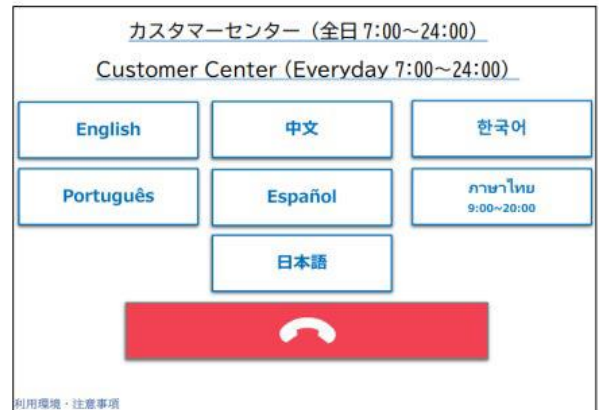 カスタマーセンター（全日 7:00～24:00）
Customer Center (Everyday 7:00～24:00)
English
中文
한국어
Português
Español
ภาษาไทย
9:00~20:00
日本語
利用環境・注意事項